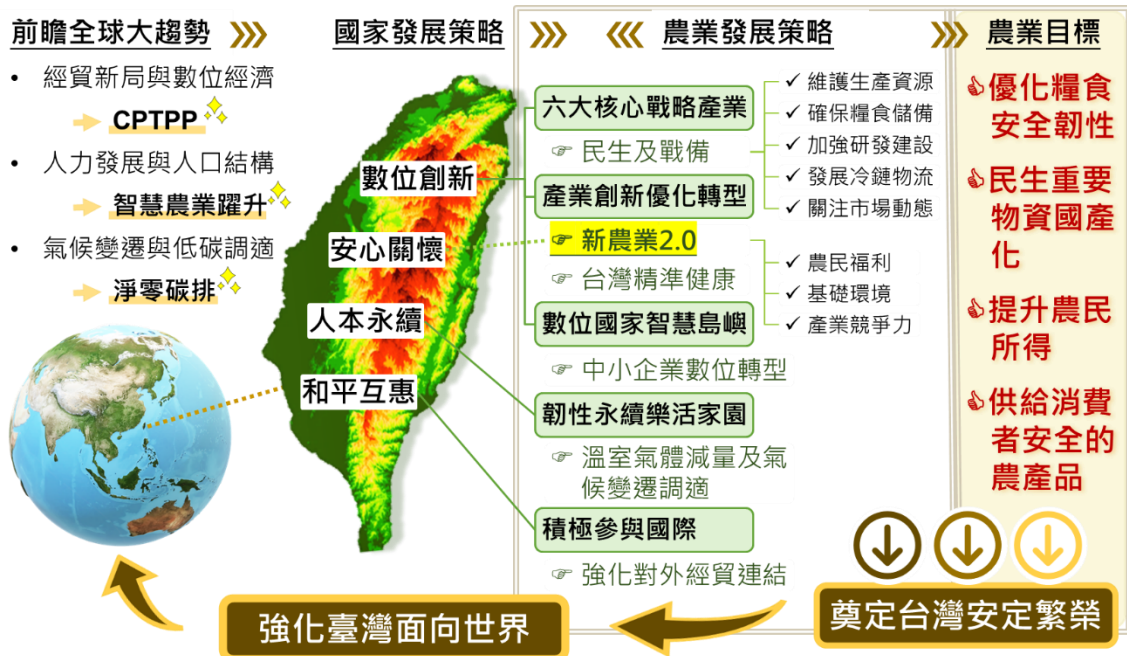 前瞻全球大趨勢
• 經貿新局與數位經濟
CPTPP
• 人力發展與人口結構
智慧農業躍升
• 氣候變遷與低碳調適
淨零碳排
國家發展策略
數位創新
安心關懷
人本永續
和平互惠
農業發展策略
六大核心戰略產業
☞ 民生及戰備
產業創新優化轉型
☞ 新農業2.0
☞ 台灣精準健康
數位國家智慧島嶼
☞ 中小企業數位轉型
韌性永續樂活家園
☞ 溫室氣體減量及氣
候變遷調適
積極參與國際
☞ 強化對外經貿連結
✓ 維護生產資源
✓ 確保糧食儲備
✓ 加強研發建設
✓ 發展冷鏈物流
✓ 關注市場動態
✓ 農民福利
✓ 基礎環境
✓ 產業競爭力
農業目標
優化糧食
安全韌性
民生重要
物資國產
化
提升農民
所得
供給消費
者安全的
農產品
奠定台灣安定繁榮
強化臺灣面向世界